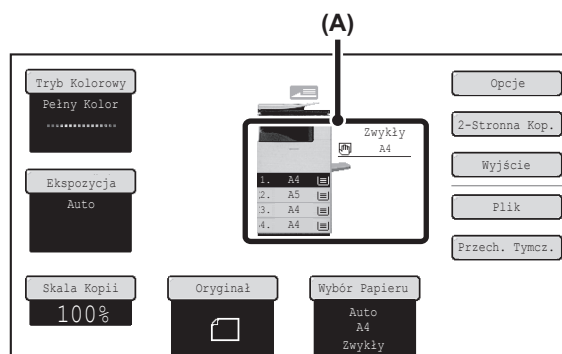 (A)
Tryb Kolorowy
Pełny Kolor
Ekspozycja
Auto
Skala Kopii
100%
Oryginał
Wybór Papieru
Auto
A4
Zwykły
Zwykły
A4
1. A4
2. A5
3. A4
4. A4
Opcje
2-Stronna Kop.
Wyjście
Plik
Przech. Tymcz.